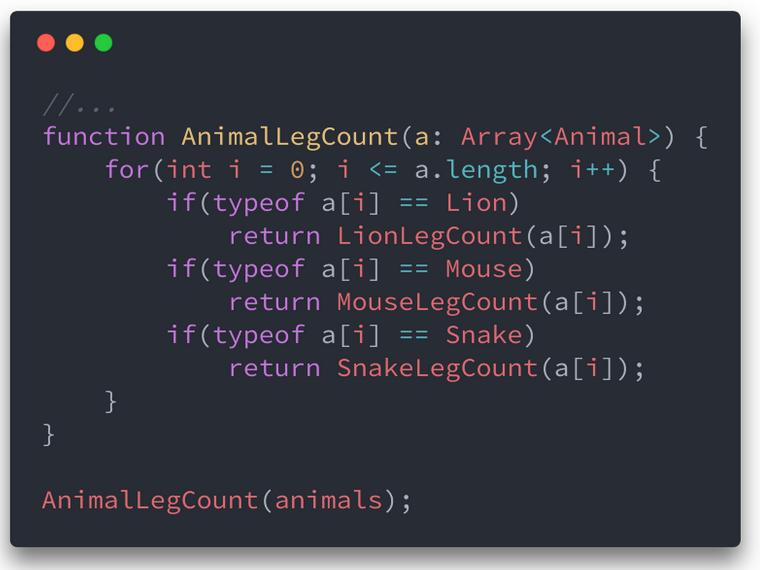 //...
function AnimalLegCount(a: Array<Animal>) {
    for(int i = 0; i <= a.length; i++) {
        if(typeof a[i] == Lion)
            return LionLegCount(a[i]);
        if(typeof a[i] == Mouse)
            return MouseLegCount(a[i]);
        if(typeof a[i] == Snake)
            return SnakeLegCount(a[i]);
    }
}

AnimalLegCount(animals);